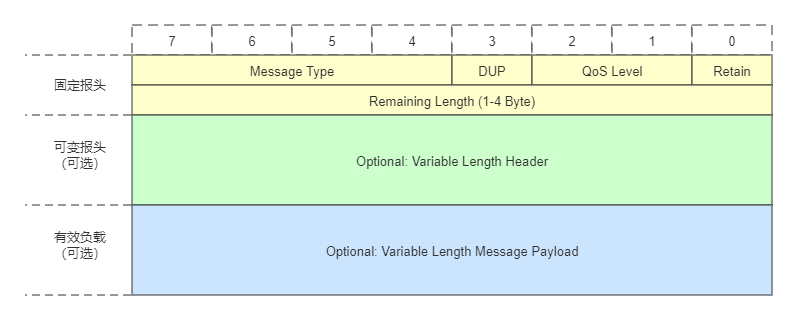 7 6 5 4 3 2 1 0
固定报头
Message Type DUP QoS Level Retain
Remaining Length (1-4 Byte)
可变报头
(可选)
Optional: Variable Length Header
有效负载
(可选)
Optional: Variable Length Message Payload